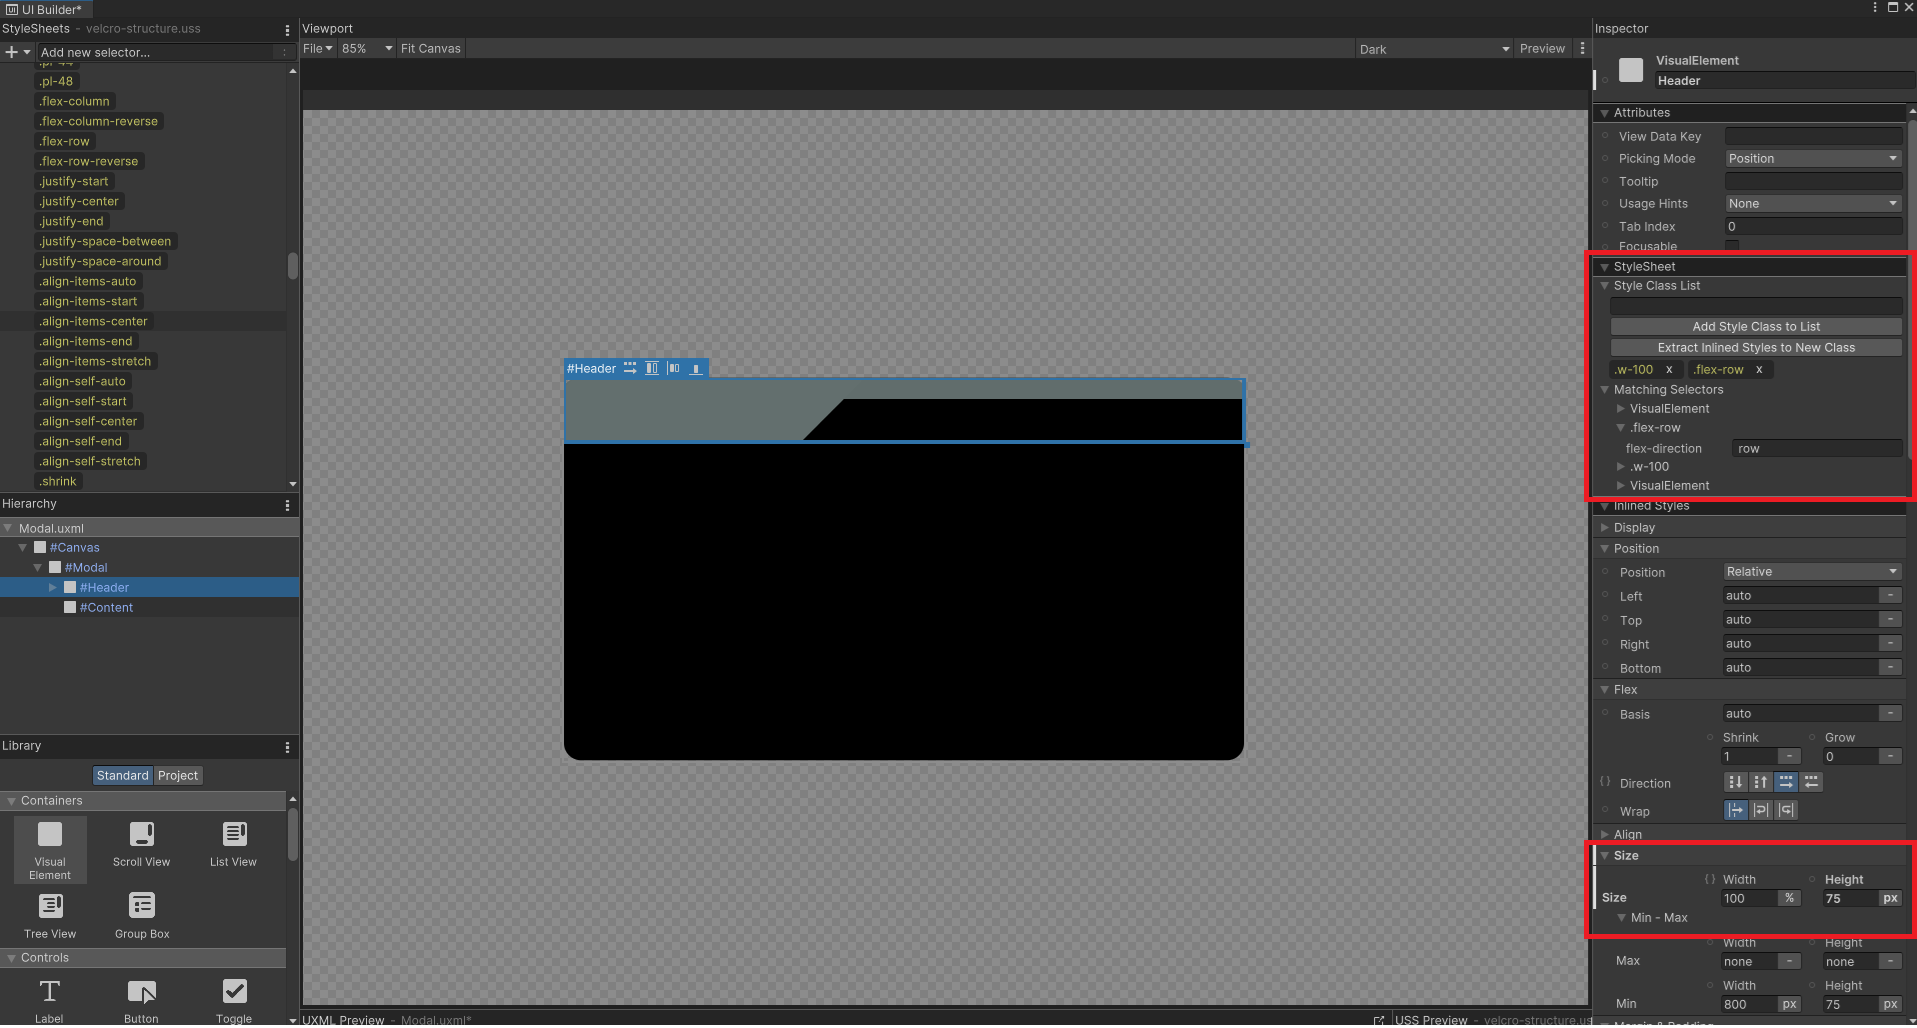 UI Builder*
StyleSheets - velcro-structure.uss
Add new selector...
.pl-44
.pl-48
.flex-column
.flex-column-reverse
.flex-row
.flex-row-reverse
.justify-start
.justify-center
.justify-end
.justify-space-between
.justify-space-around
.align-items-auto
.align-items-start
.align-items-center
.align-items-end
.align-items-stretch
.align-self-auto
.align-self-start
.align-self-center
.align-self-end
.align-self-stretch
.shrink
Hierarchy
Modal.uxml
#Canvas
#Modal
#Header
#Content
Library
Standard Project
Containers
Visual Element
Scroll View
List View
Tree View
Group Box
Controls
Label
Button
Toggle
Viewport
File 85% Fit Canvas
Dark Preview
#Header
UXML Preview - Modal.uxml*
USS Preview - velcro-structure.us
Inspector
VisualElement
Header
Attributes
View Data Key
Picking Mode Position
Tooltip
Usage Hints None
Tab Index 0
Focusable
StyleSheet
Style Class List
Add Style Class to List
Extract Inlined Styles to New Class
.w-100 x .flex-row x
Matching Selectors
VisualElement
.flex-row
flex-direction row
.w-100
VisualElement
Inlined Styles
Display
Position
Position Relative
Left auto -
Top auto -
Right auto -
Bottom auto -
Flex
Basis auto -
Shrink Grow
1 - 0 -
{} Direction
Wrap
Align
Size
{} Width Height
Size 100 % 75 px
Min - Max
Width Height
Max none - none -
Width Height
Min 800 px 75 px
Margin & Padding